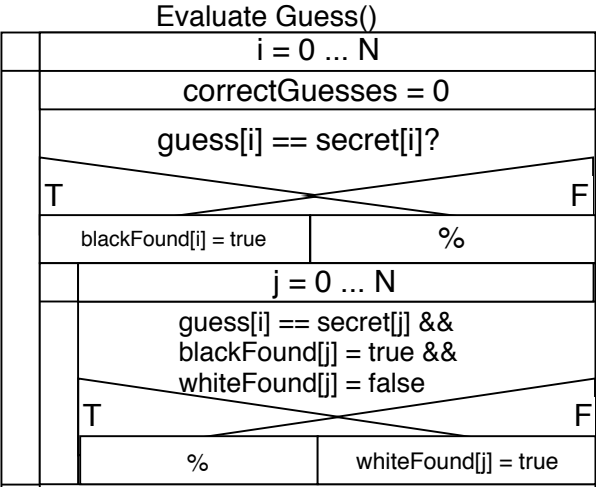 Evaluate Guess()
i = 0 ... N
correctGuesses = 0
guess[i] == secret[i]?
T F
blackFound[i] = true %
j = 0 ... N
guess[i] == secret[j] &&
blackFound[j] = true &&
whiteFound[j] = false
T F
% whiteFound[j] = true